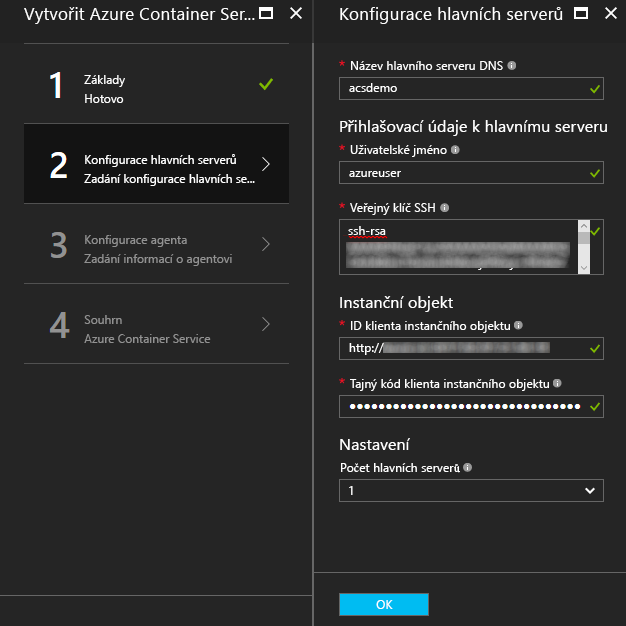 Vytvořit Azure Container Ser...
1
Základy
Hotovo
2
Konfigurace hlavních serverů
Zadání konfigurace hlavních se...
3
Konfigurace agenta
Zadání informací o agentovi
4
Souhrn
Azure Container Service
Konfigurace hlavních serverů
* Název hlavního serveru DNS
acsdemo
Přihlašovací údaje k hlavnímu serveru
* Uživatelské jméno
azureuser
* Veřejný klíč SSH
ssh-rsa
Instanční objekt
* ID klienta instančního objektu
http://
* Tajný kód klienta instančního objektu
Nastavení
Počet hlavních serverů
1
OK